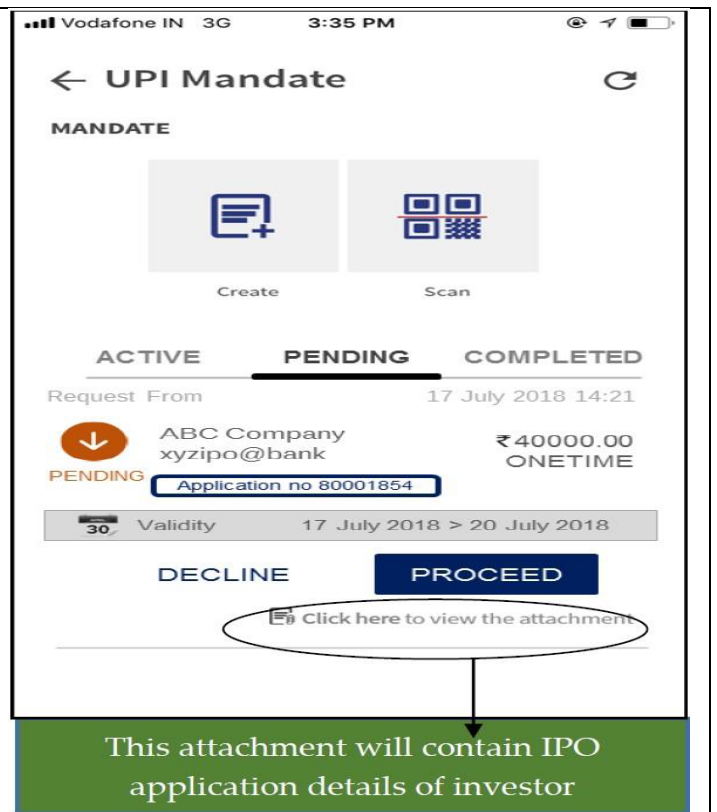 Vodafone IN 3G 3:35 PM
← UPI Mandate
MANDATE
Create Scan
ACTIVE PENDING COMPLETED
Request From 17 July 2018 14:21
ABC Company ₹40000.00
xyzipo@bank ONETIME
PENDING
Application no 80001854
30 Validity 17 July 2018 > 20 July 2018
DECLINE PROCEED
Click here to view the attachment
This attachment will contain IPO
application details of investor